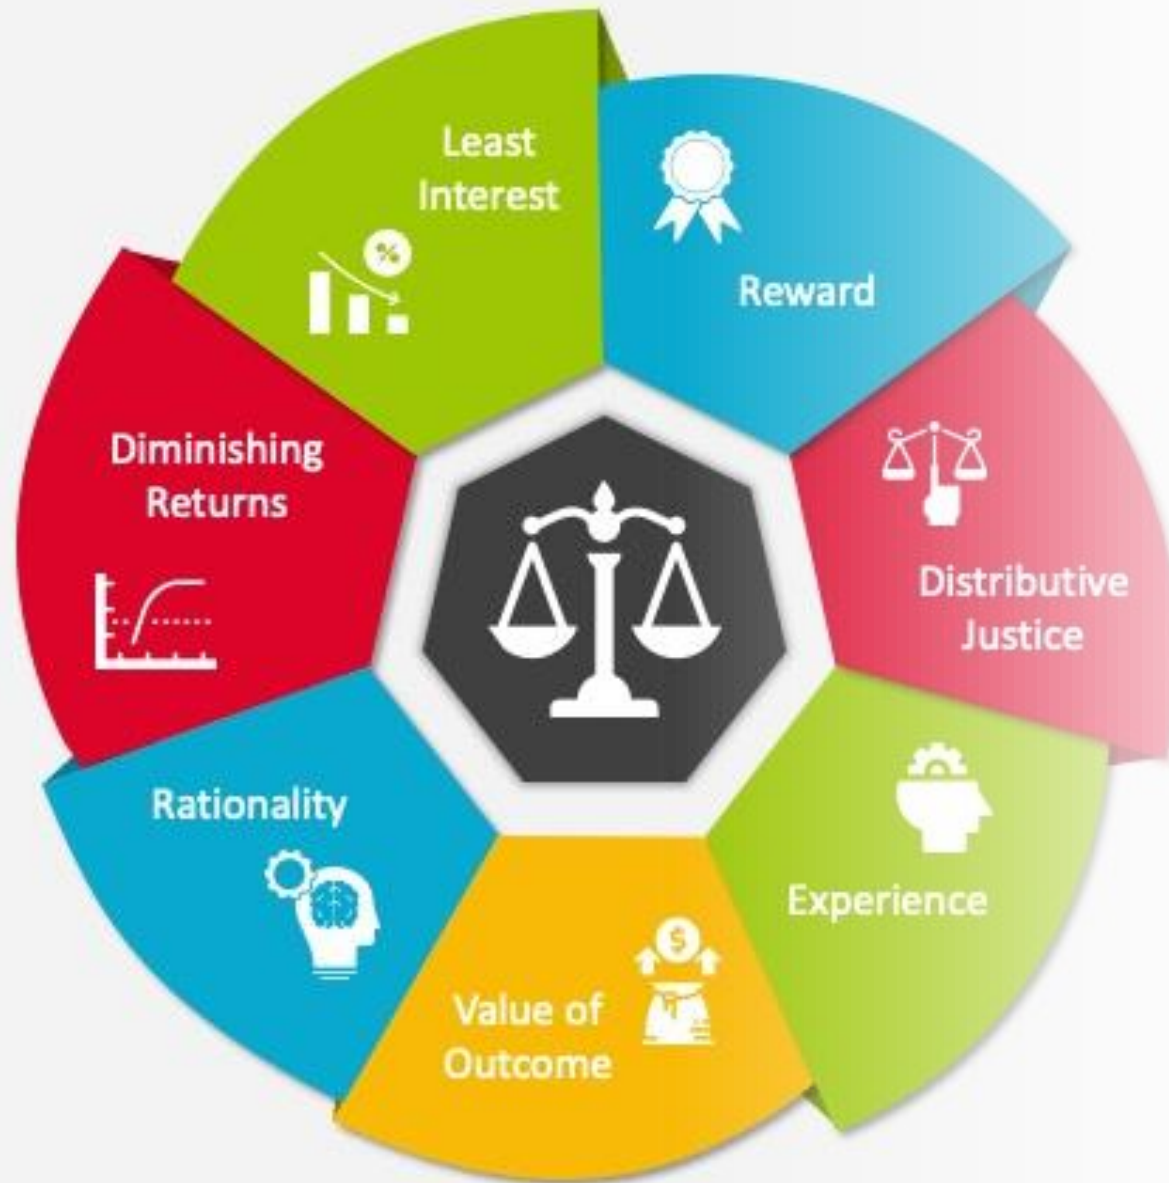 Least
Interest
%
Reward
Distributive
Justice
Experience
$
Value of
Outcome
Rationality
Diminishing
Returns